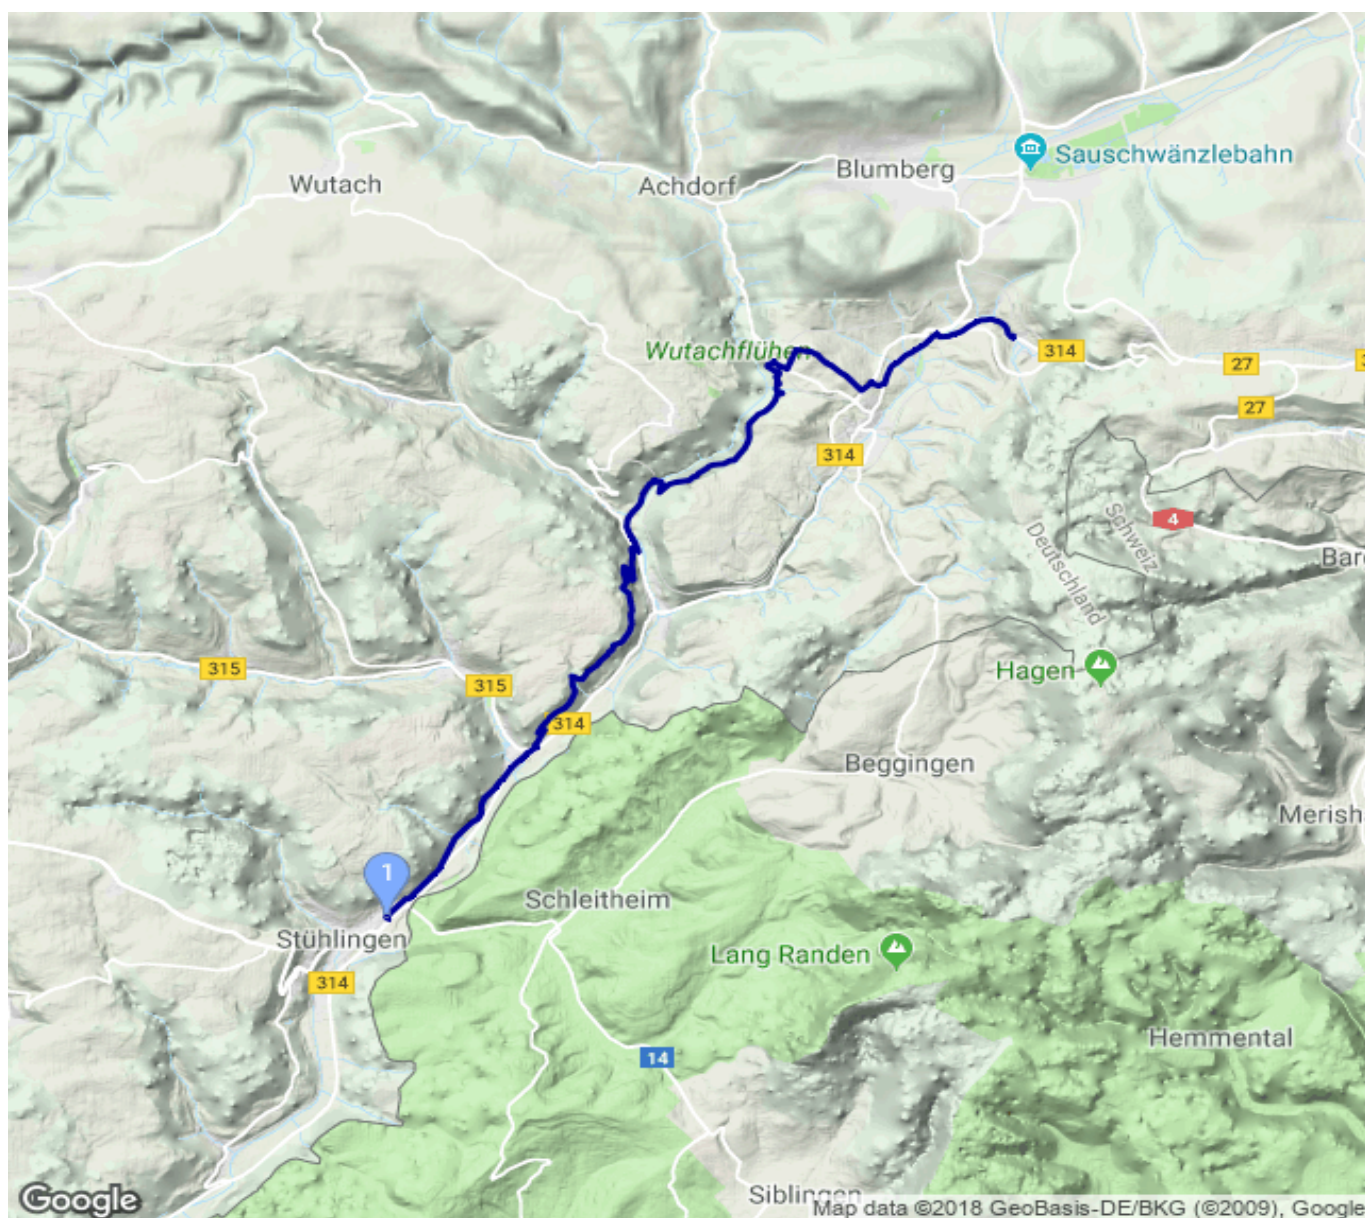 Sauschwänzlebahn
Blumberg
Wutach
Achdorf
Wutachflühen
314
27
27
314
4
Schweiz
Deutschland
315
315
Hagen
314
Beggingen
1
Schleitheim
Stühlingen
Lang Randen
314
Hemmental
14
Siblingen
Google
Map data ©2018 GeoBasis-DE/BKG (©2009), Google